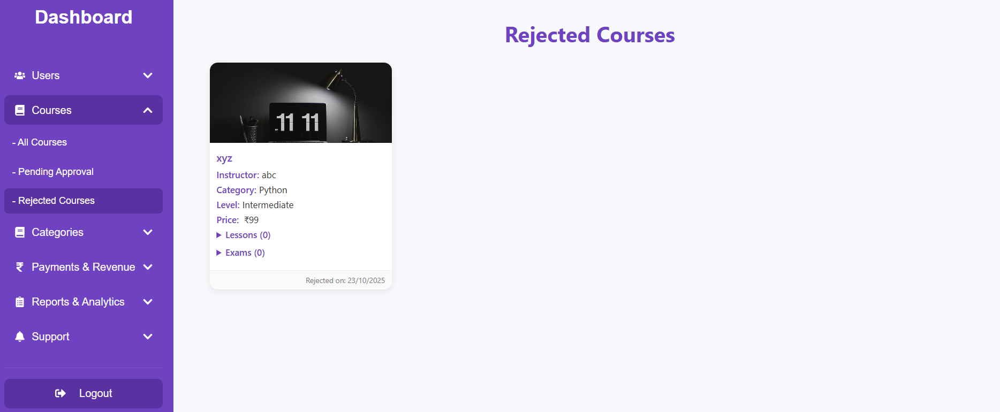 Dashboard
Users
Courses
- All Courses
- Pending Approval
- Rejected Courses
Categories
Payments & Revenue
Reports & Analytics
Support
Logout
Rejected Courses
11 11
xyz
Instructor: abc
Category: Python
Level: Intermediate
Price: ₹99
Lessons (0)
Exams (0)
Rejected on: 23/10/2025